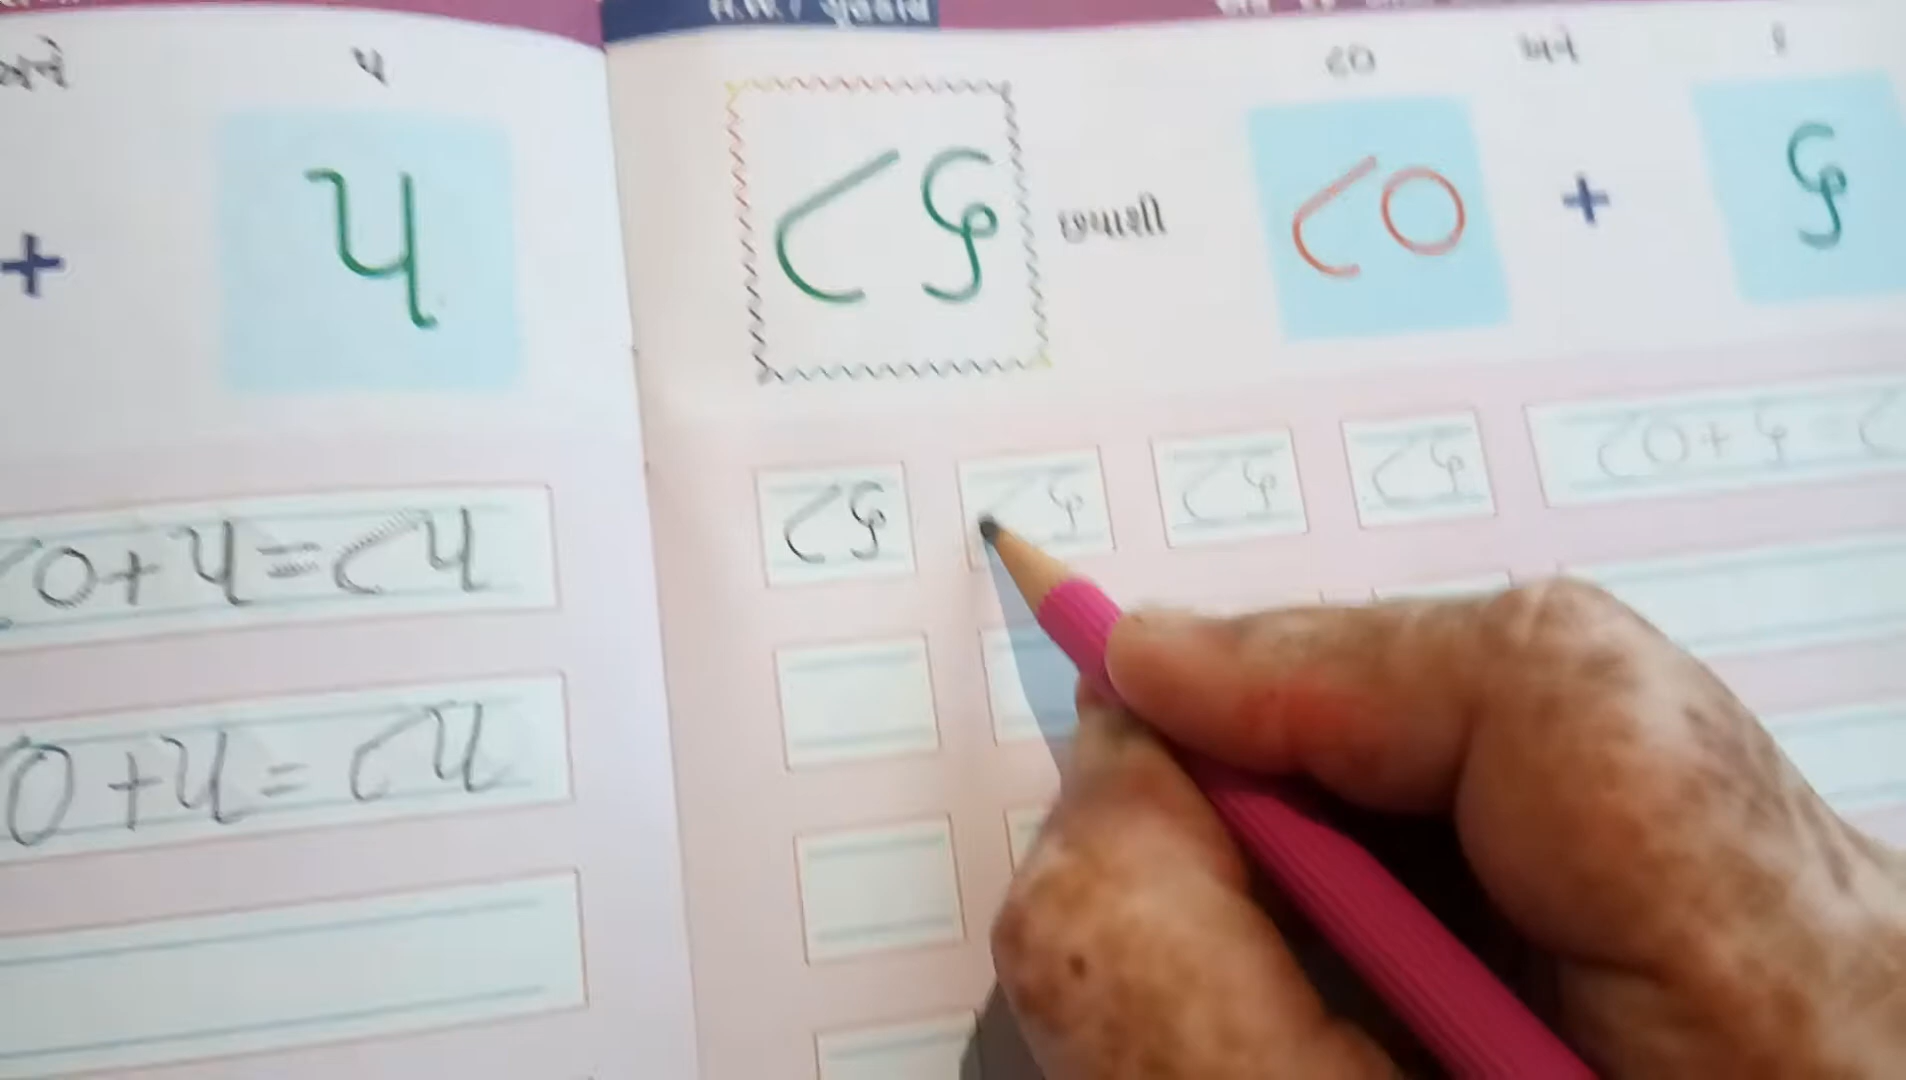 અને ૫
+ ૫
૮૦+૫=૮૫
૦+૫=૮૫
૮૦ અને ૬
૮૬ છયાશી ૮૦ + ૬
૮૬ ૮૬ ૮૬ ૮૬ ૮૦+૬=૮